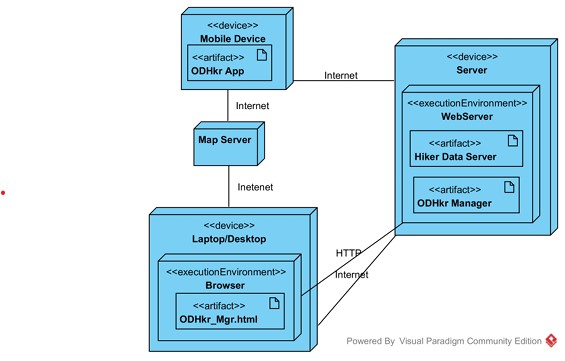 <<device>>
Mobile Device
<<artifact>>
ODHkr App
Internet
<<device>>
Server
<<executionEnvironment>>
WebServer
<<artifact>>
Hiker Data Server
<<artifact>>
ODHkr Manager
Internet
Map Server
Inetenet
<<device>>
Laptop/Desktop
<<executionEnvironment>>
Browser
<<artifact>>
ODHkr_Mgr.html
HTTP
Internet
Powered By Visual Paradigm Community Edition